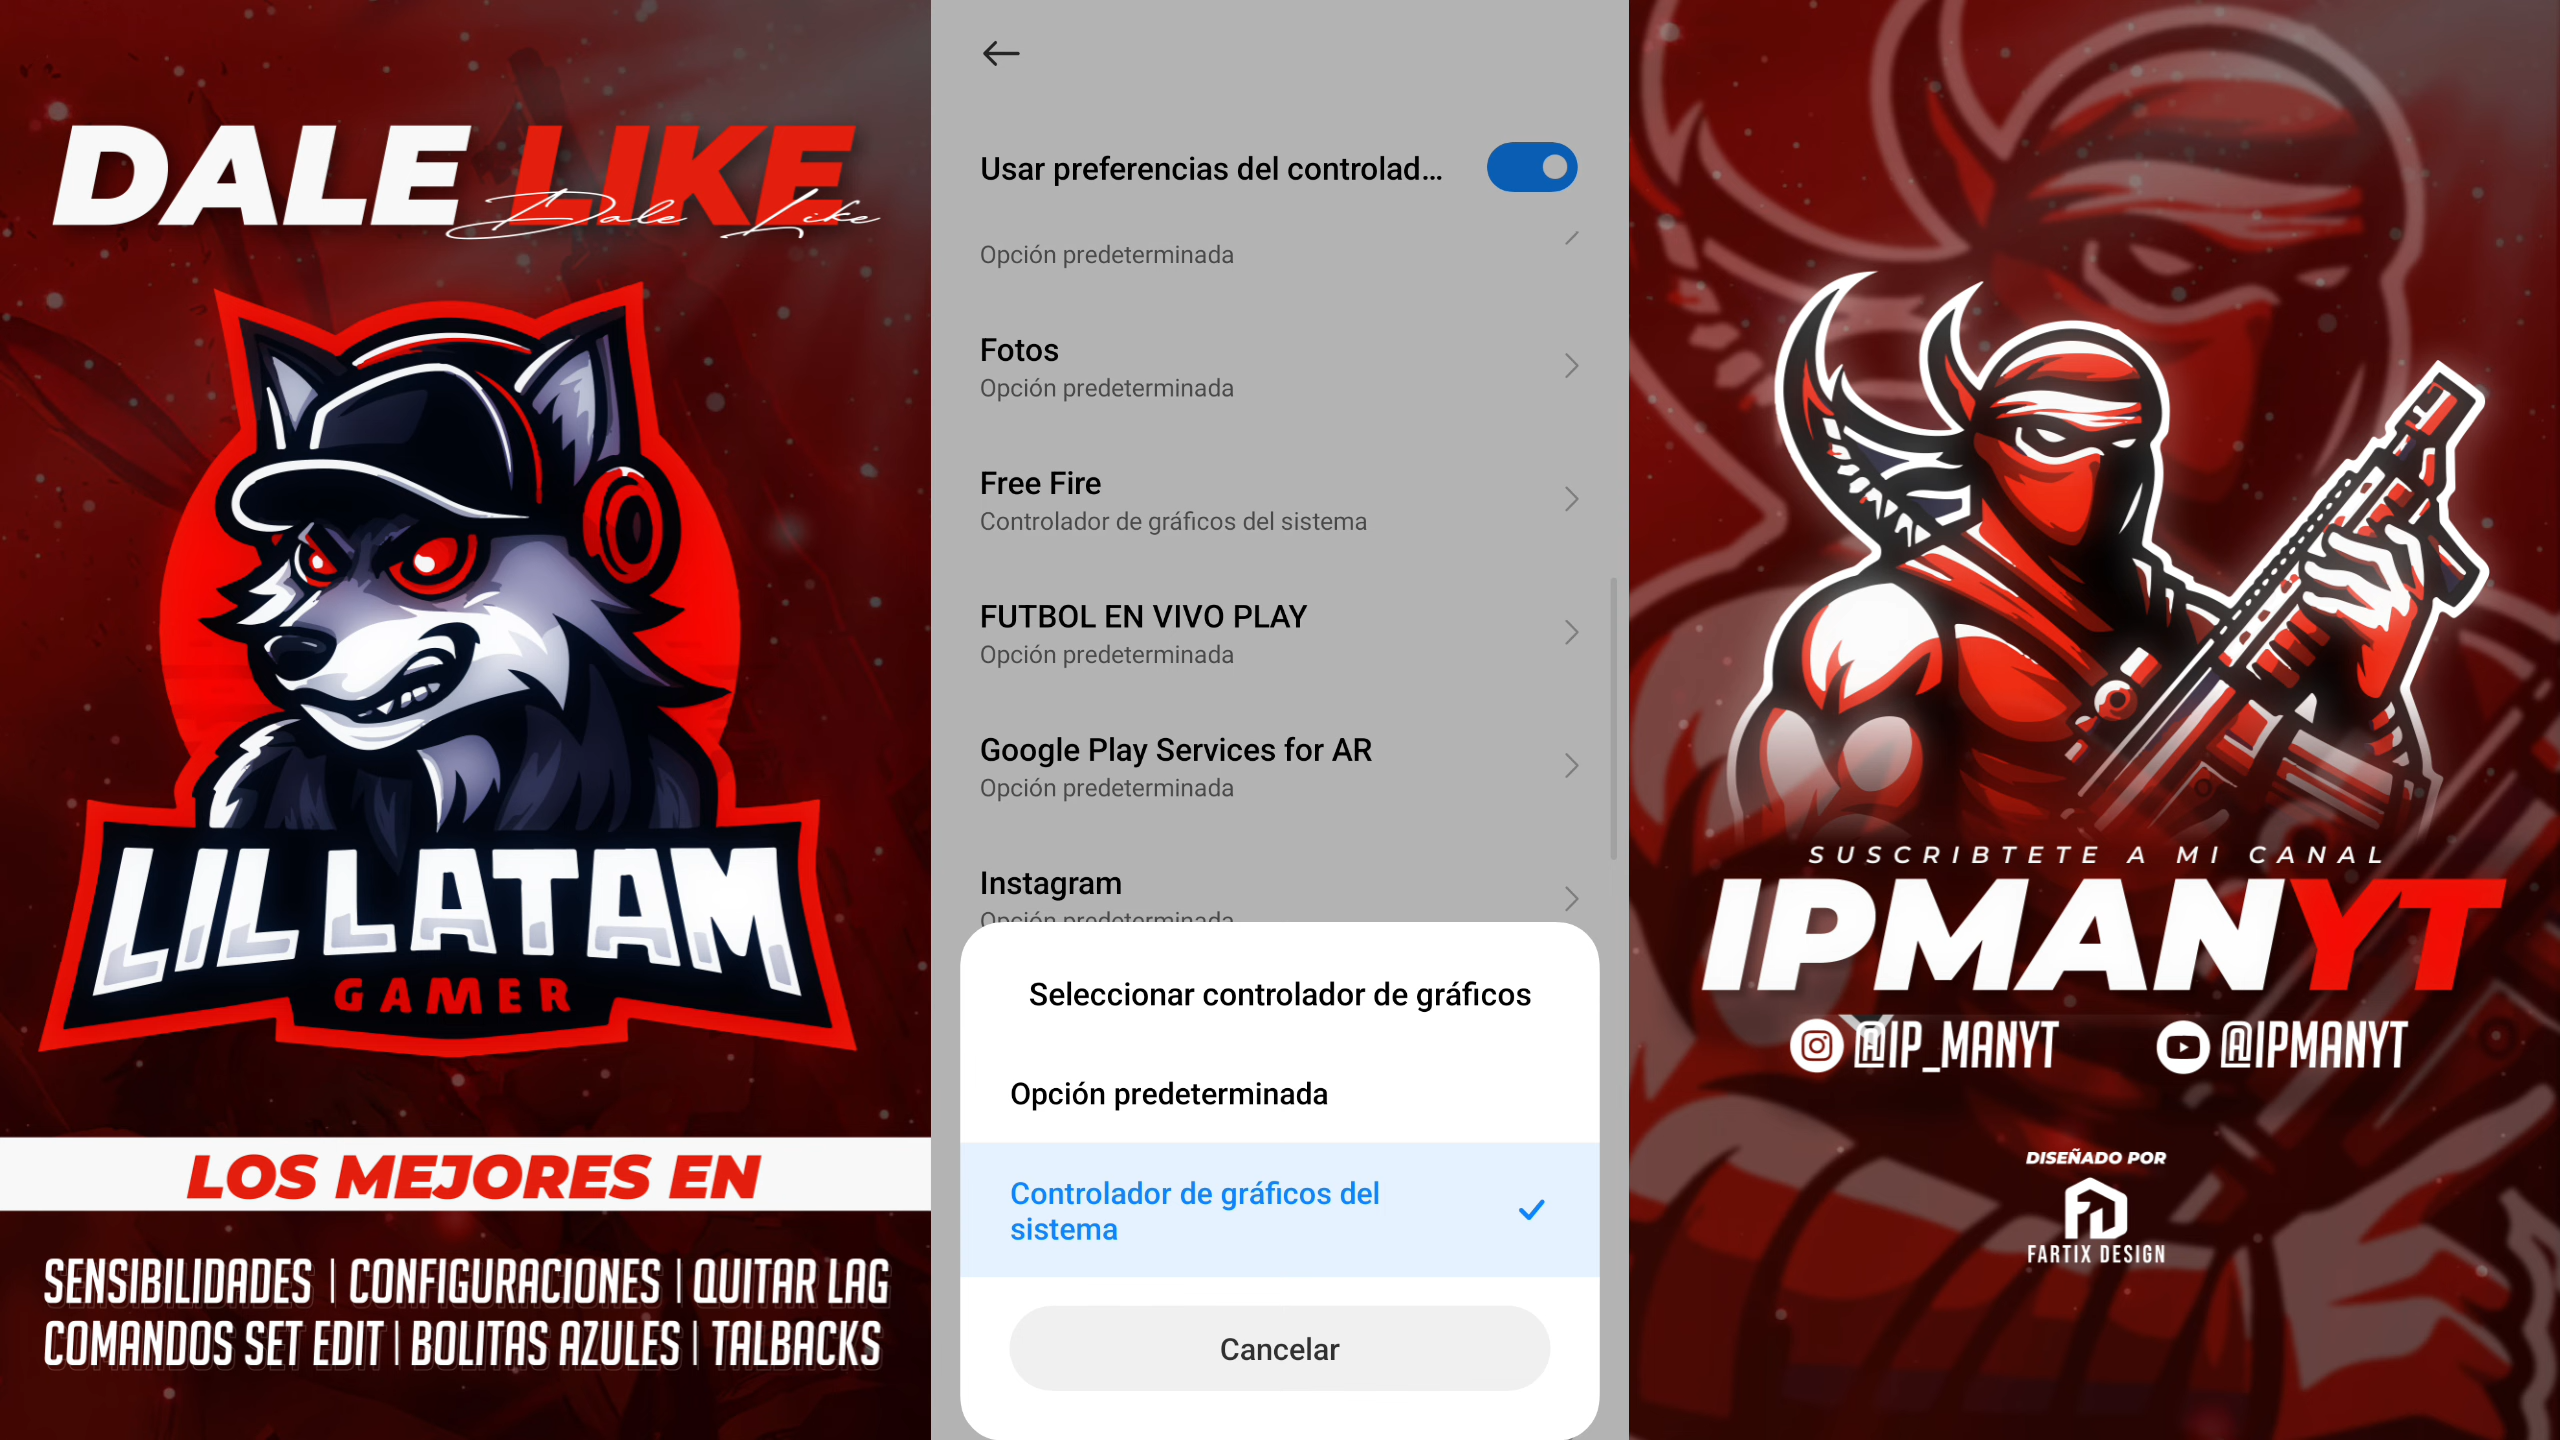 DALE LIKE
Dale Like
LIL LATAM
GAMER
LOS MEJORES EN
SENSIBILIDADES | CONFIGURACIONES | QUITAR LAG
COMANDOS SET EDIT | BOLITAS AZULES | TALBACKS
Usar preferencias del controlad...
Opción predeterminada
Fotos
Opción predeterminada
Free Fire
Controlador de gráficos del sistema
FUTBOL EN VIVO PLAY
Opción predeterminada
Google Play Services for AR
Opción predeterminada
Instagram
Opción predeterminada
Seleccionar controlador de gráficos
Opción predeterminada
Controlador de gráficos del
sistema
Cancelar
SUSCRIBTETE A MI CANAL
IPMANYT
@IP_MANYT @IPMANYT
DISEÑADO POR
FD
FARTIX DESIGN